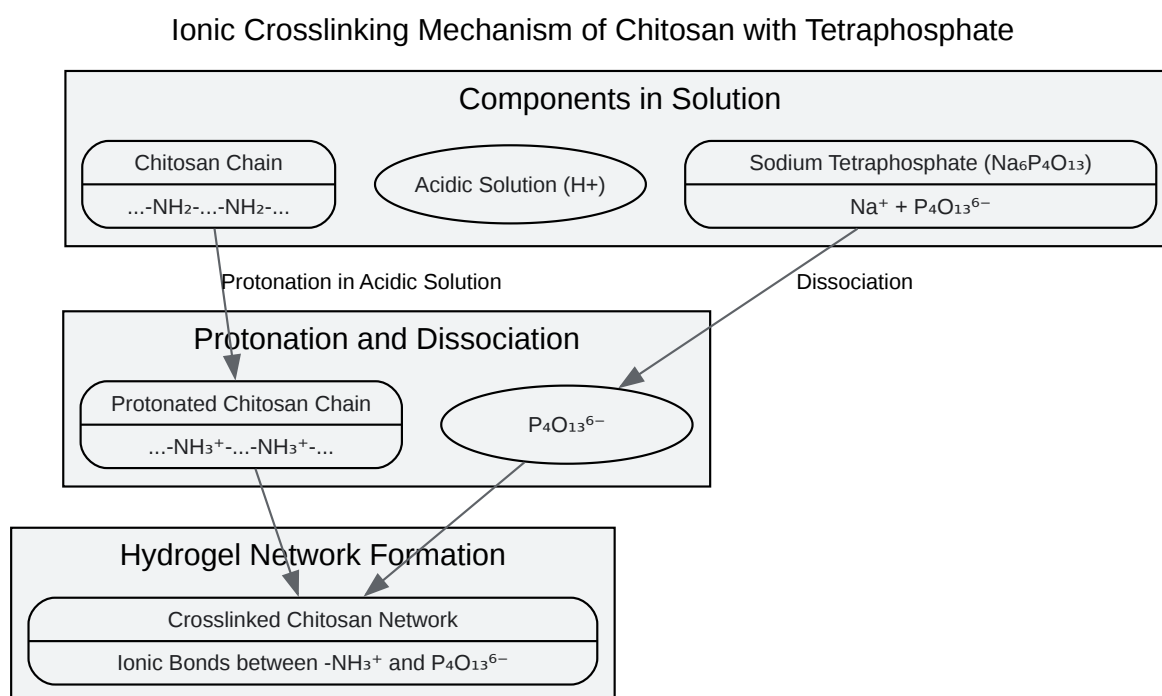 Ionic Crosslinking Mechanism of Chitosan with Tetraphosphate
Components in Solution
Chitosan Chain
...-NH₂-...-NH₂-...
Acidic Solution (H+)
Sodium Tetraphosphate (Na₆P₄O₁₃)
Na⁺ + P₄O₁₃⁶⁻
Protonation in Acidic Solution
Dissociation
Protonation and Dissociation
Protonated Chitosan Chain
...-NH₃⁺-...-NH₃⁺-...
P₄O₁₃⁶⁻
Hydrogel Network Formation
Crosslinked Chitosan Network
Ionic Bonds between -NH₃⁺ and P₄O₁₃⁶⁻